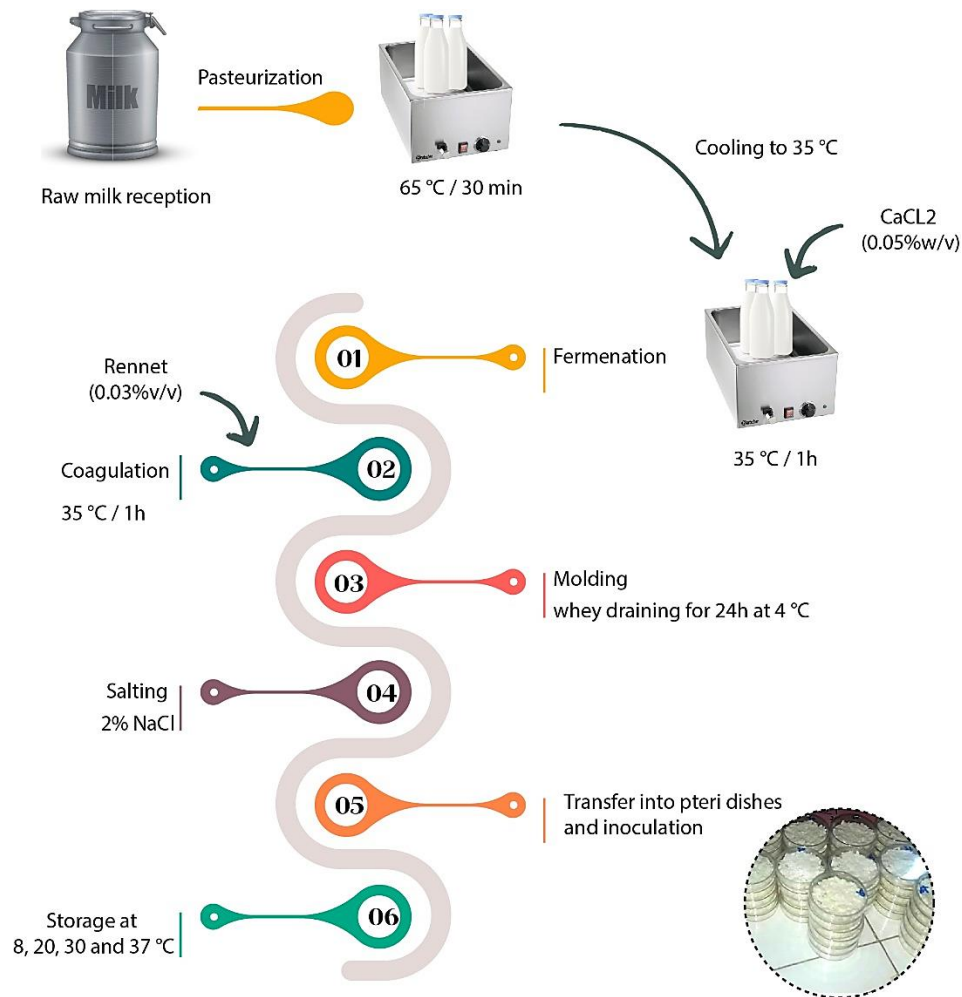 Milk
Pasteurization
Raw milk reception
65 °C / 30 min
Cooling to 35 °C
CaCL2
(0.05%w/v)
35 °C / 1h
01
Fermenation
Rennet
(0.03%v/v)
Coagulation
35 °C / 1h
02
03
Molding
whey draining for 24h at 4 °C
Salting
2% NaCl
04
05
Transfer into pteri dishes
and inoculation
Storage at
8, 20, 30 and 37 °C
06